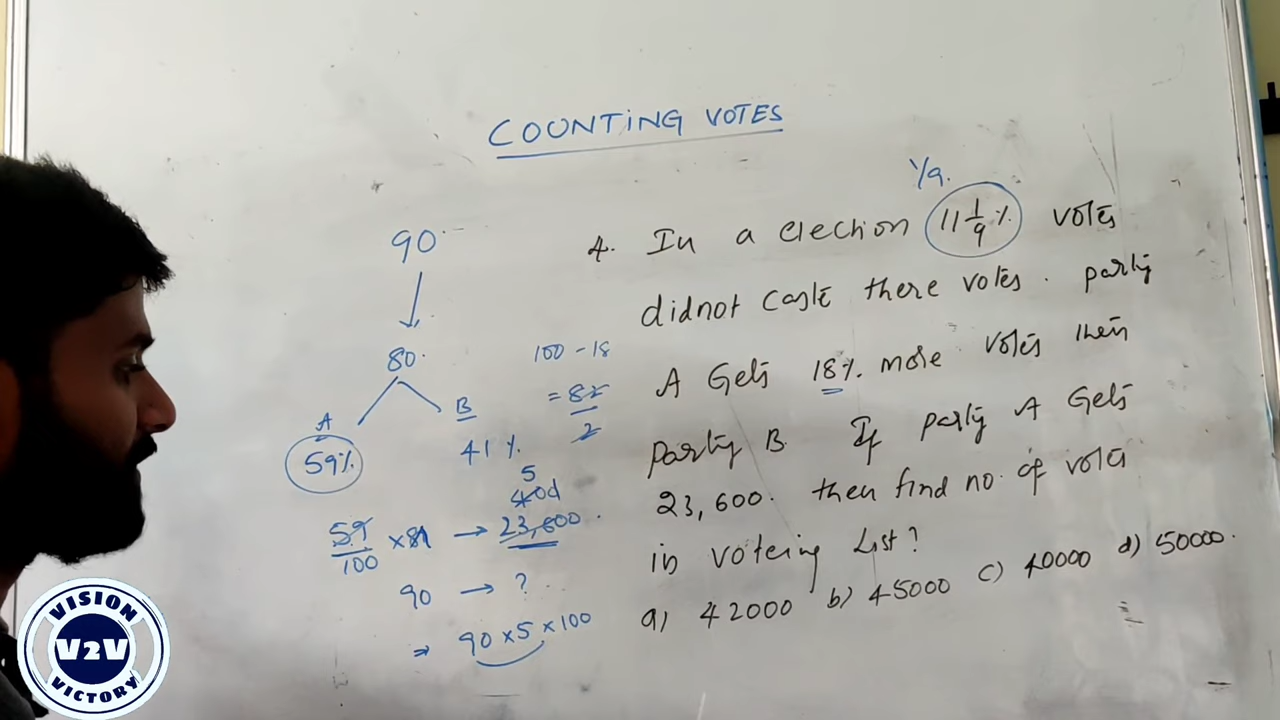 COUNTING VOTES
1/9.
4. In a election 11 1/9 % votes
didnot caste there votes. party
A Gets 18% more votes then
party B. If party A Gets
23,600. then find no. of votes
in voteing List?
a) 42000 b) 45000 c) 40000 d) 50000.
90
80.
A B
59% 41%
100-18
=82
2
5
59/100 × 80 → 23,600.
90 → ?
⇒ 90 × 5 × 100
VISION
V2V
VICTORY